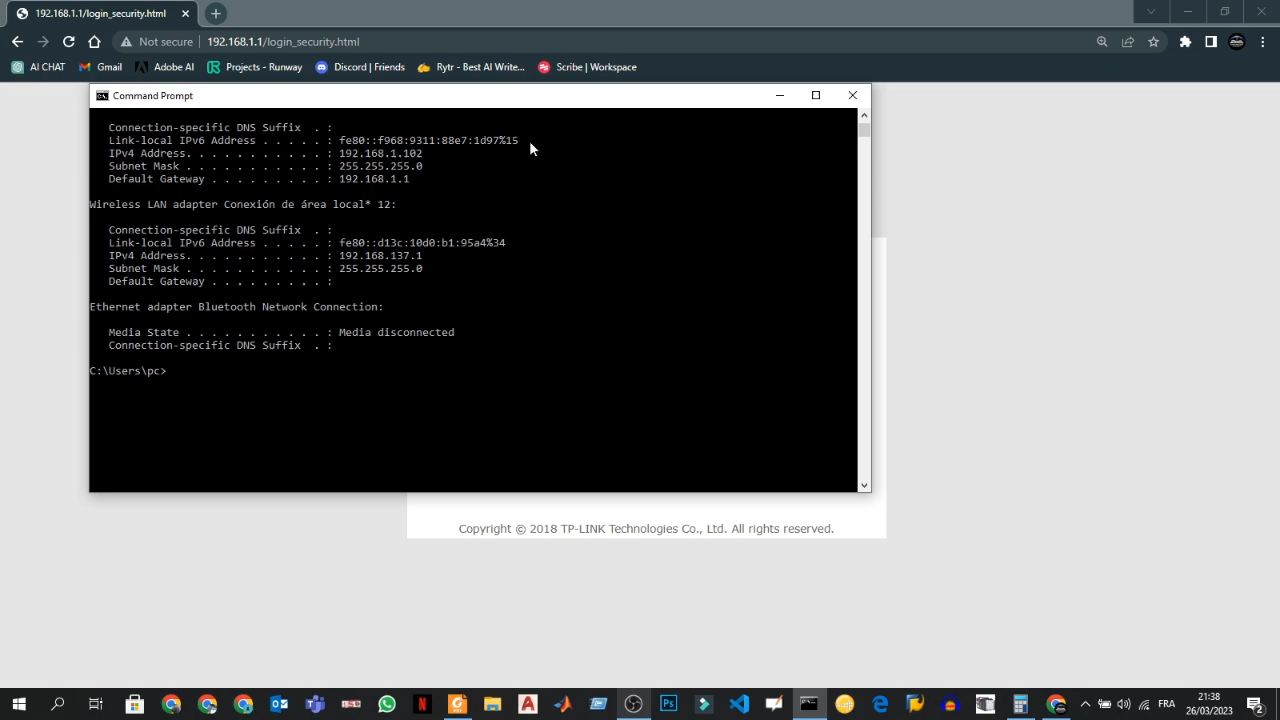 192.168.1.1/login_security.html
Not secure 192.168.1.1/login_security.html
AI CHAT Gmail Adobe AI Projects - Runway Discord | Friends Rytr - Best AI Write... Scribe | Workspace
Command Prompt
Connection-specific DNS Suffix . :
Link-local IPv6 Address . . . . . : fe80::f968:9311:88e7:1d97%15
IPv4 Address. . . . . . . . . . . : 192.168.1.102
Subnet Mask . . . . . . . . . . . : 255.255.255.0
Default Gateway . . . . . . . . . : 192.168.1.1
Wireless LAN adapter Conexión de área local* 12:
Connection-specific DNS Suffix . :
Link-local IPv6 Address . . . . . : fe80::d13c:10d0:b1:95a4%34
IPv4 Address. . . . . . . . . . . : 192.168.137.1
Subnet Mask . . . . . . . . . . . : 255.255.255.0
Default Gateway . . . . . . . . . :
Ethernet adapter Bluetooth Network Connection:
Media State . . . . . . . . . . . : Media disconnected
Connection-specific DNS Suffix . :
C:\Users\pc>
Copyright © 2018 TP-LINK Technologies Co., Ltd. All rights reserved.
FRA
21:38
26/03/2023
2